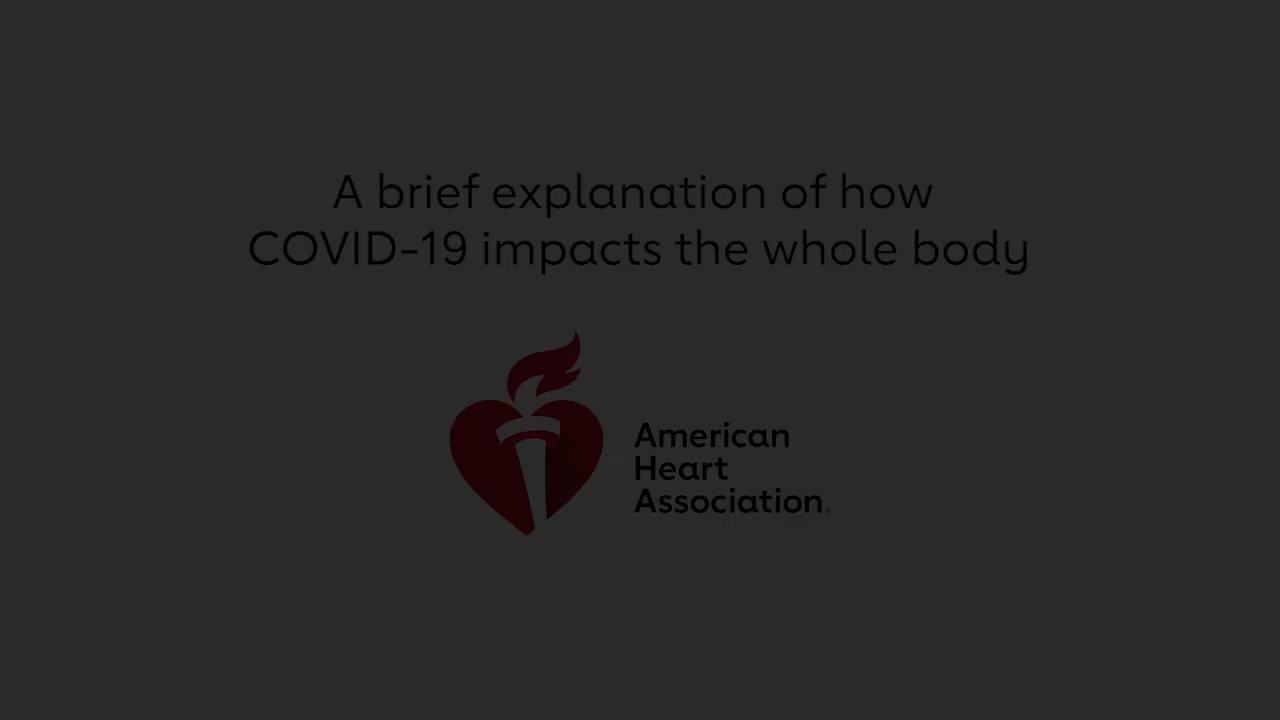 A brief explanation of how
COVID-19 impacts the whole body
American
Heart
Association.